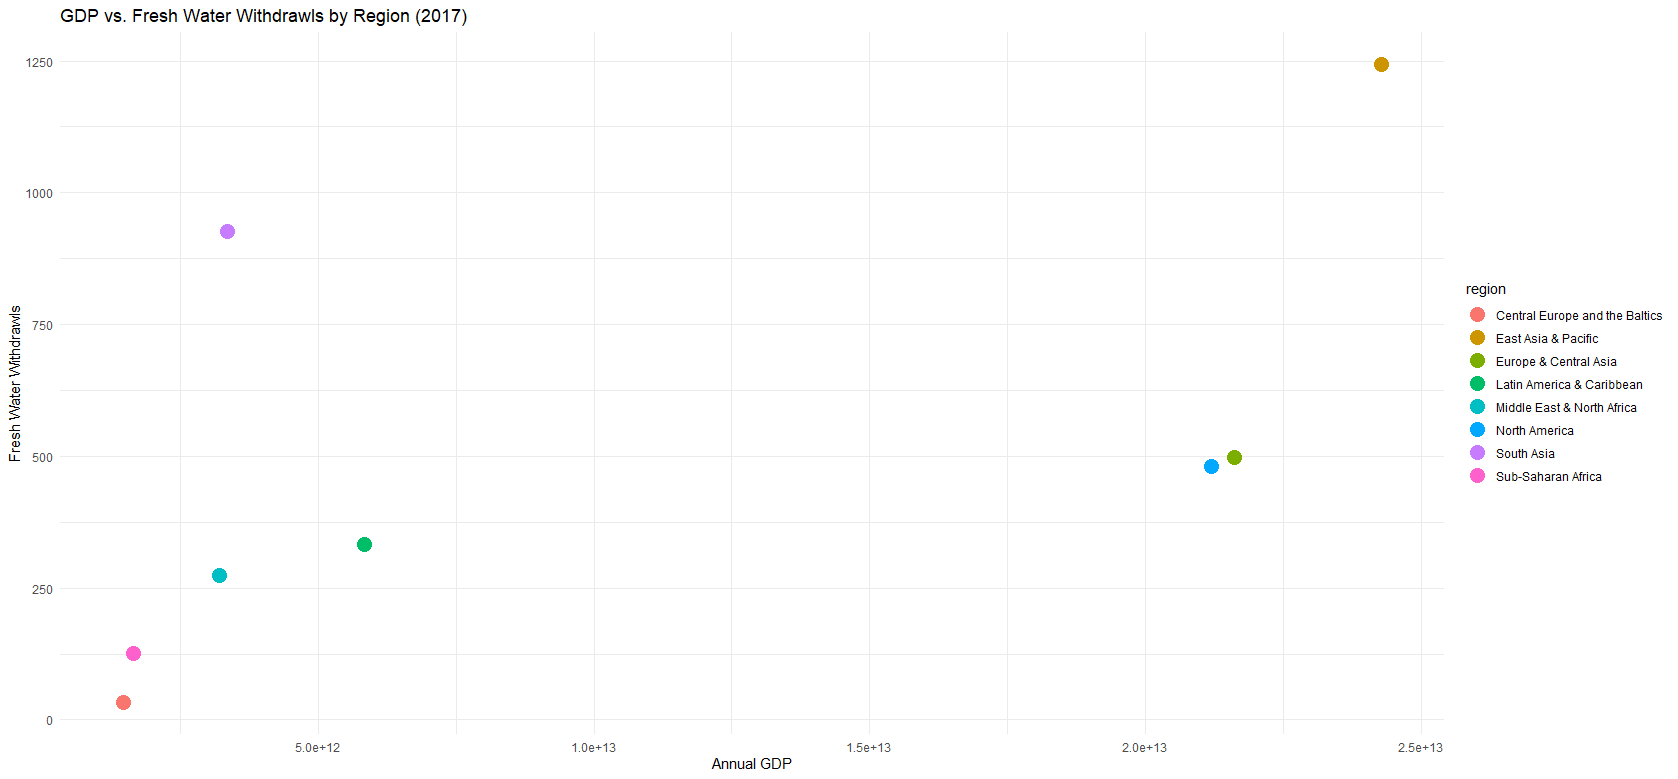 GDP vs. Fresh Water Withdrawls by Region (2017)
1250
1000
750
500
250
0
Fresh Water Withdrawls
5.0e+12
1.0e+13
1.5e+13
2.0e+13
2.5e+13
Annual GDP
region
Central Europe and the Baltics
East Asia & Pacific
Europe & Central Asia
Latin America & Caribbean
Middle East & North Africa
North America
South Asia
Sub-Saharan Africa